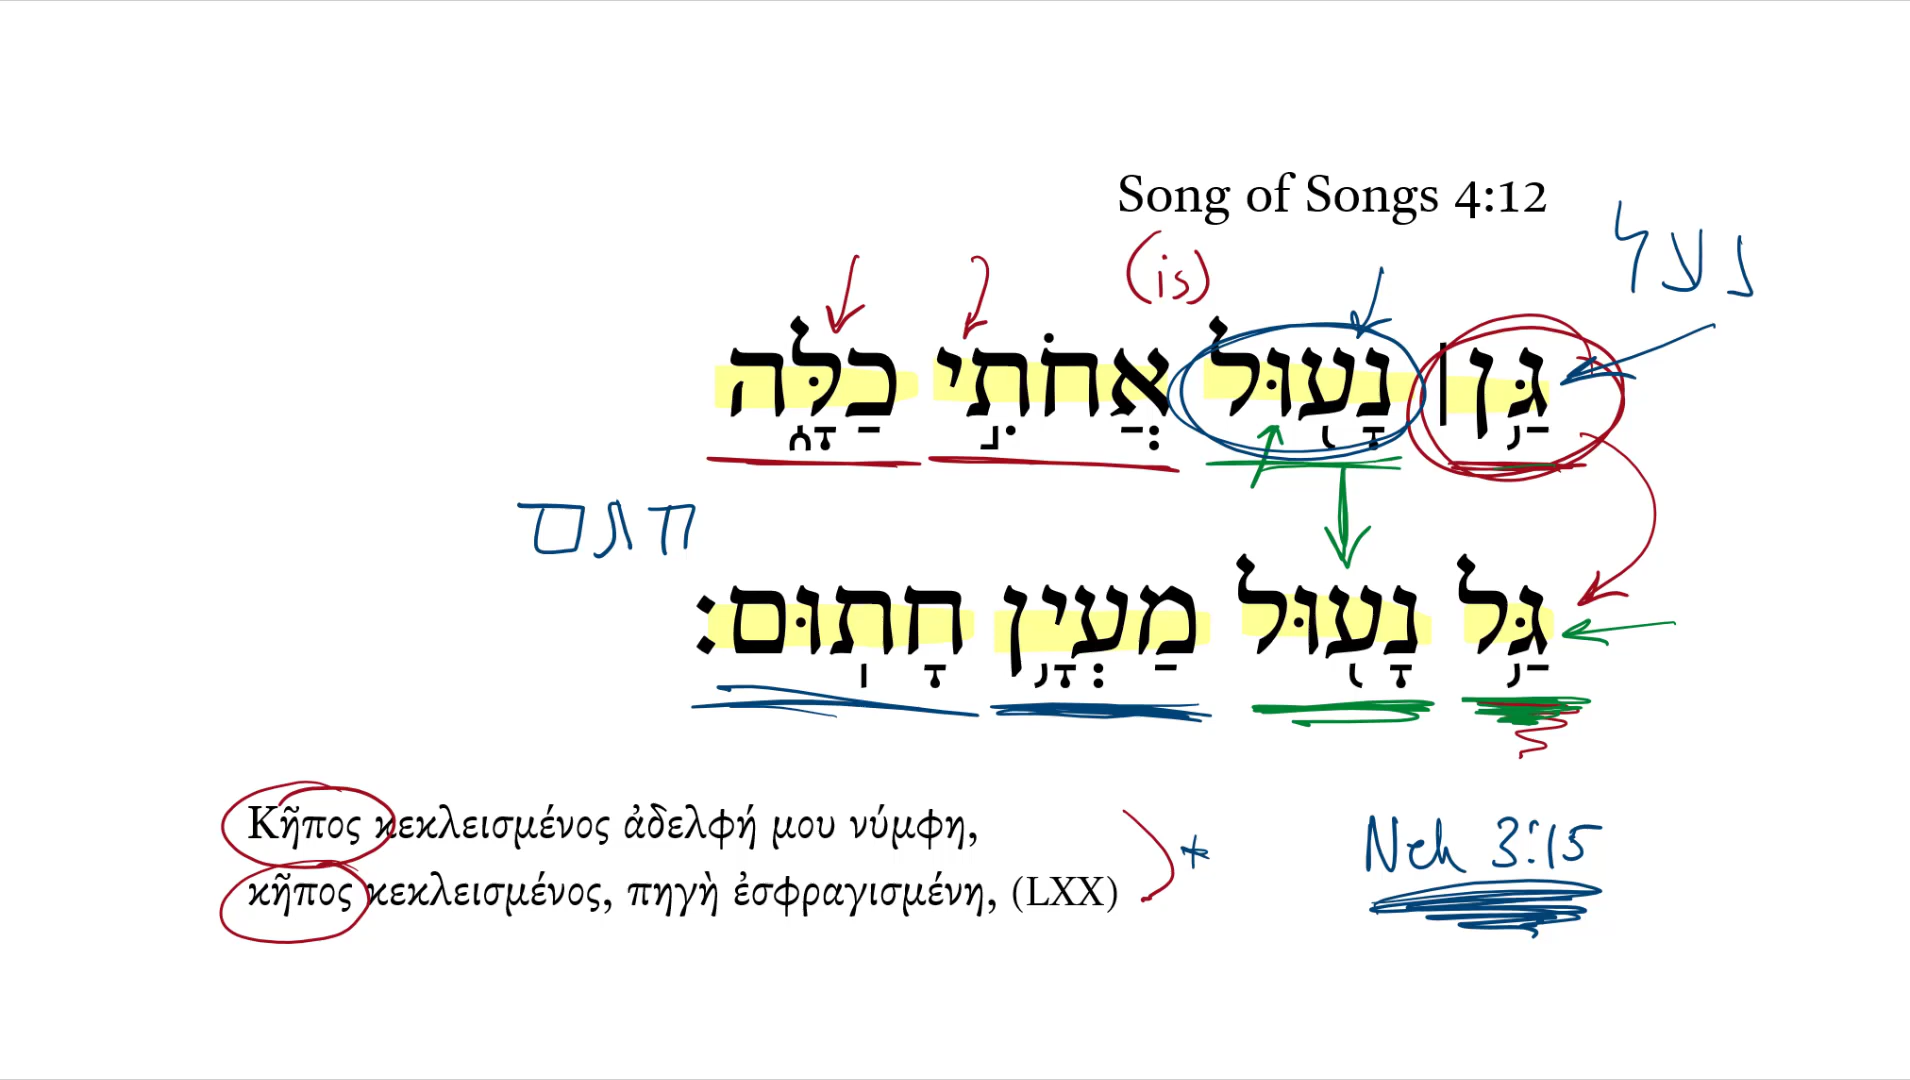 Song of Songs 4:12
נעל
(is)
גַּ֥ן ׀ נָע֖וּל אֲחֹתִ֣י כַלָּ֑ה
חתם
גַּ֥ל נָע֖וּל מַעְיָ֥ן חָתֽוּם׃
Κῆπος κεκλεισμένος ἀδελφή μου νύμφη,
κῆπος κεκλεισμένος, πηγὴ ἐσφραγισμένη, (LXX)
*
Neh 3:15